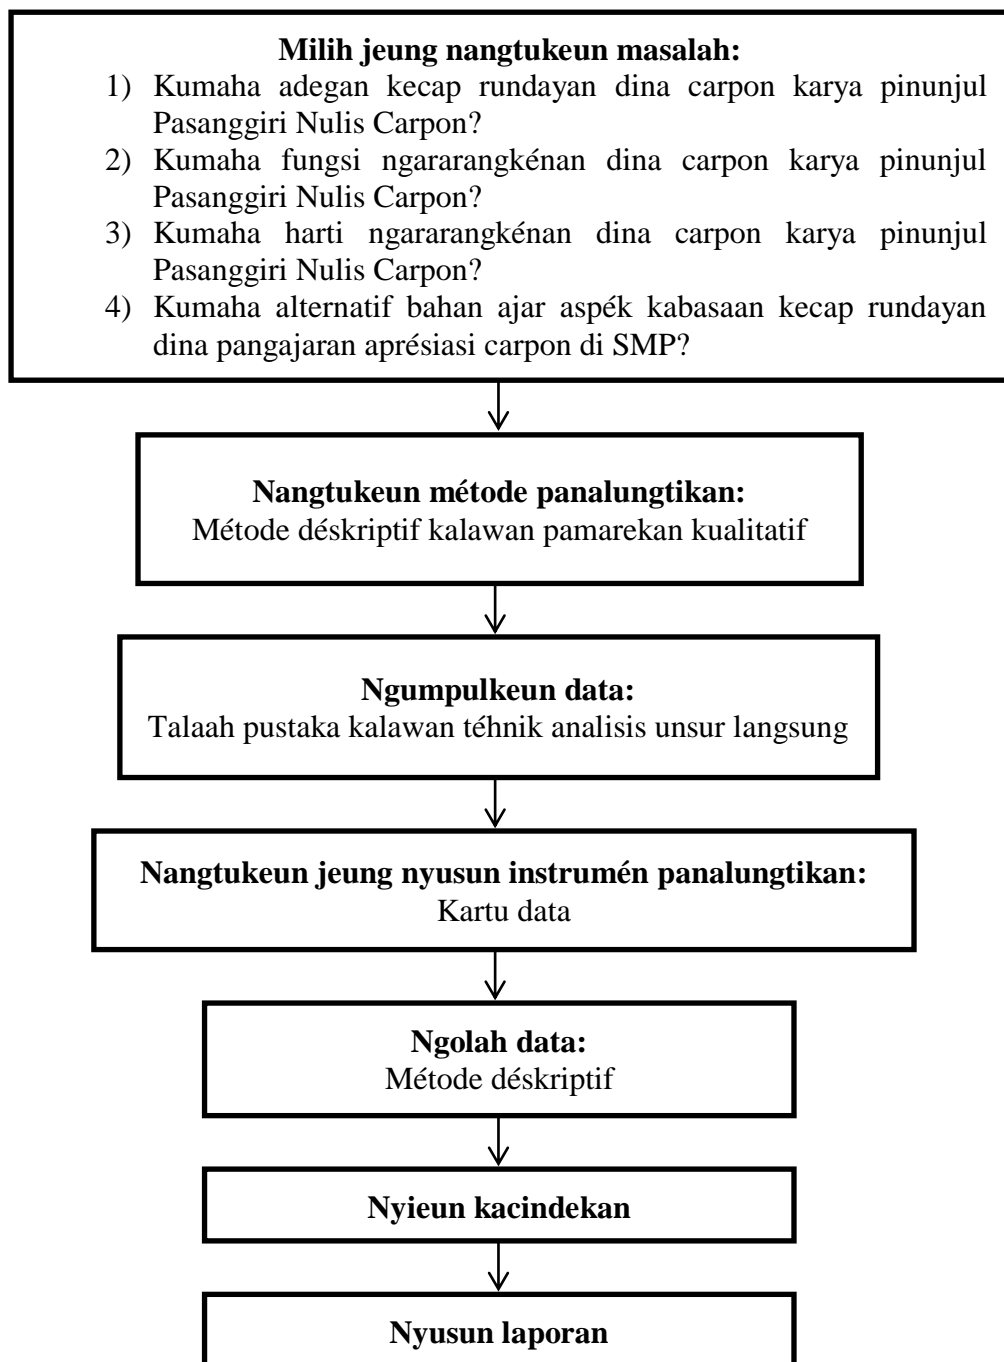 Milih jeung nangtukeun masalah:
1) Kumaha adegan kecap rundayan dina carpon karya pinunjul
Pasanggiri Nulis Carpon?
2) Kumaha fungsi ngararangkénan dina carpon karya pinunjul
Pasanggiri Nulis Carpon?
3) Kumaha harti ngararangkénan dina carpon karya pinunjul
Pasanggiri Nulis Carpon?
4) Kumaha alternatif bahan ajar aspék kabasaan kecap rundayan
dina pangajaran aprésiasi carpon di SMP?
Nangtukeun métode panalungtikan:
Métode déskriptif kalawan pamarekan kualitatif
Ngumpulkeun data:
Talaah pustaka kalawan téhnik analisis unsur langsung
Nangtukeun jeung nyusun instrumén panalungtikan:
Kartu data
Ngolah data:
Métode déskriptif
Nyieun kacindekan
Nyusun laporan